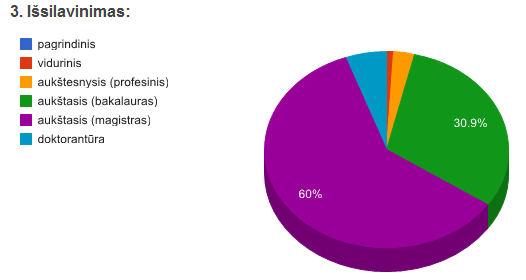 3. Išsilavinimas:
pagrindinis
vidurinis
aukštesnysis (profesinis)
aukštasis (bakalauras)
aukštasis (magistras)
doktorantūra
30.9%
60%